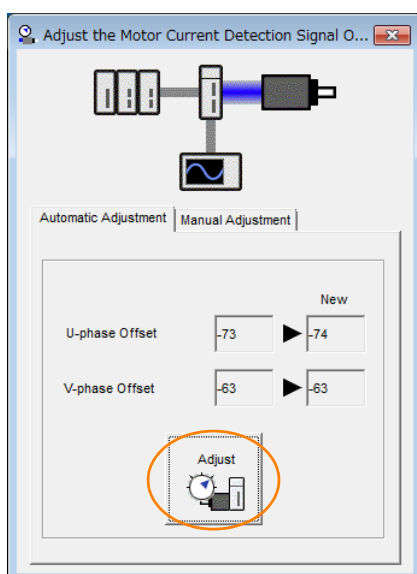 Adjust the Motor Current Detection Signal O...
Automatic Adjustment Manual Adjustment
New
U-phase Offset -73 -74
V-phase Offset -63 -63
Adjust